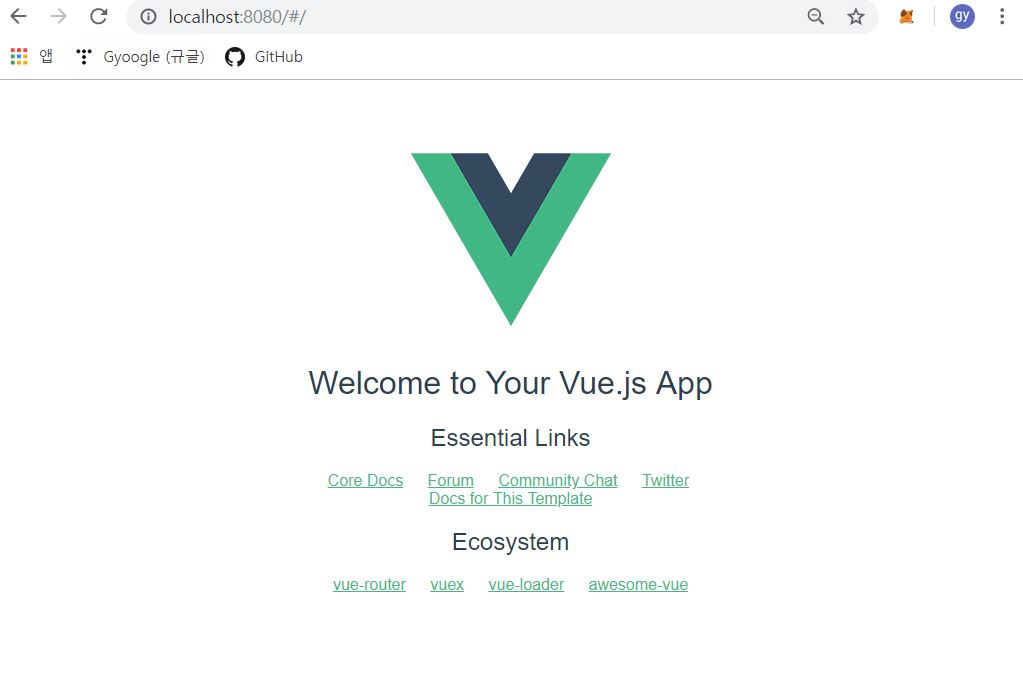 localhost:8080/#/
gy
앱 Gyoogle (규글) GitHub
Welcome to Your Vue.js App
Essential Links
Core Docs Forum Community Chat Twitter
Docs for This Template
Ecosystem
vue-router vuex vue-loader awesome-vue